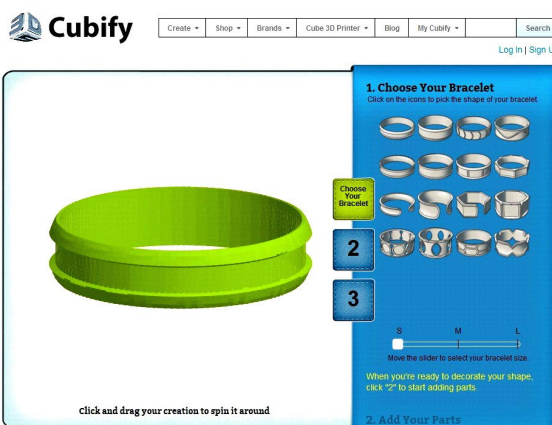 3D Cubify
Create Shop Brands Cube 3D Printer Blog My Cubify Search
Log In | Sign U
1. Choose Your Bracelet
Click on the icons to pick the shape of your bracelet.
Choose
Your
Bracelet
2
3
S M L
Move the slider to select your bracelet size.
When you're ready to decorate your shape,
click "2" to start adding parts.
Click and drag your creation to spin it around
2. Add Your Parts